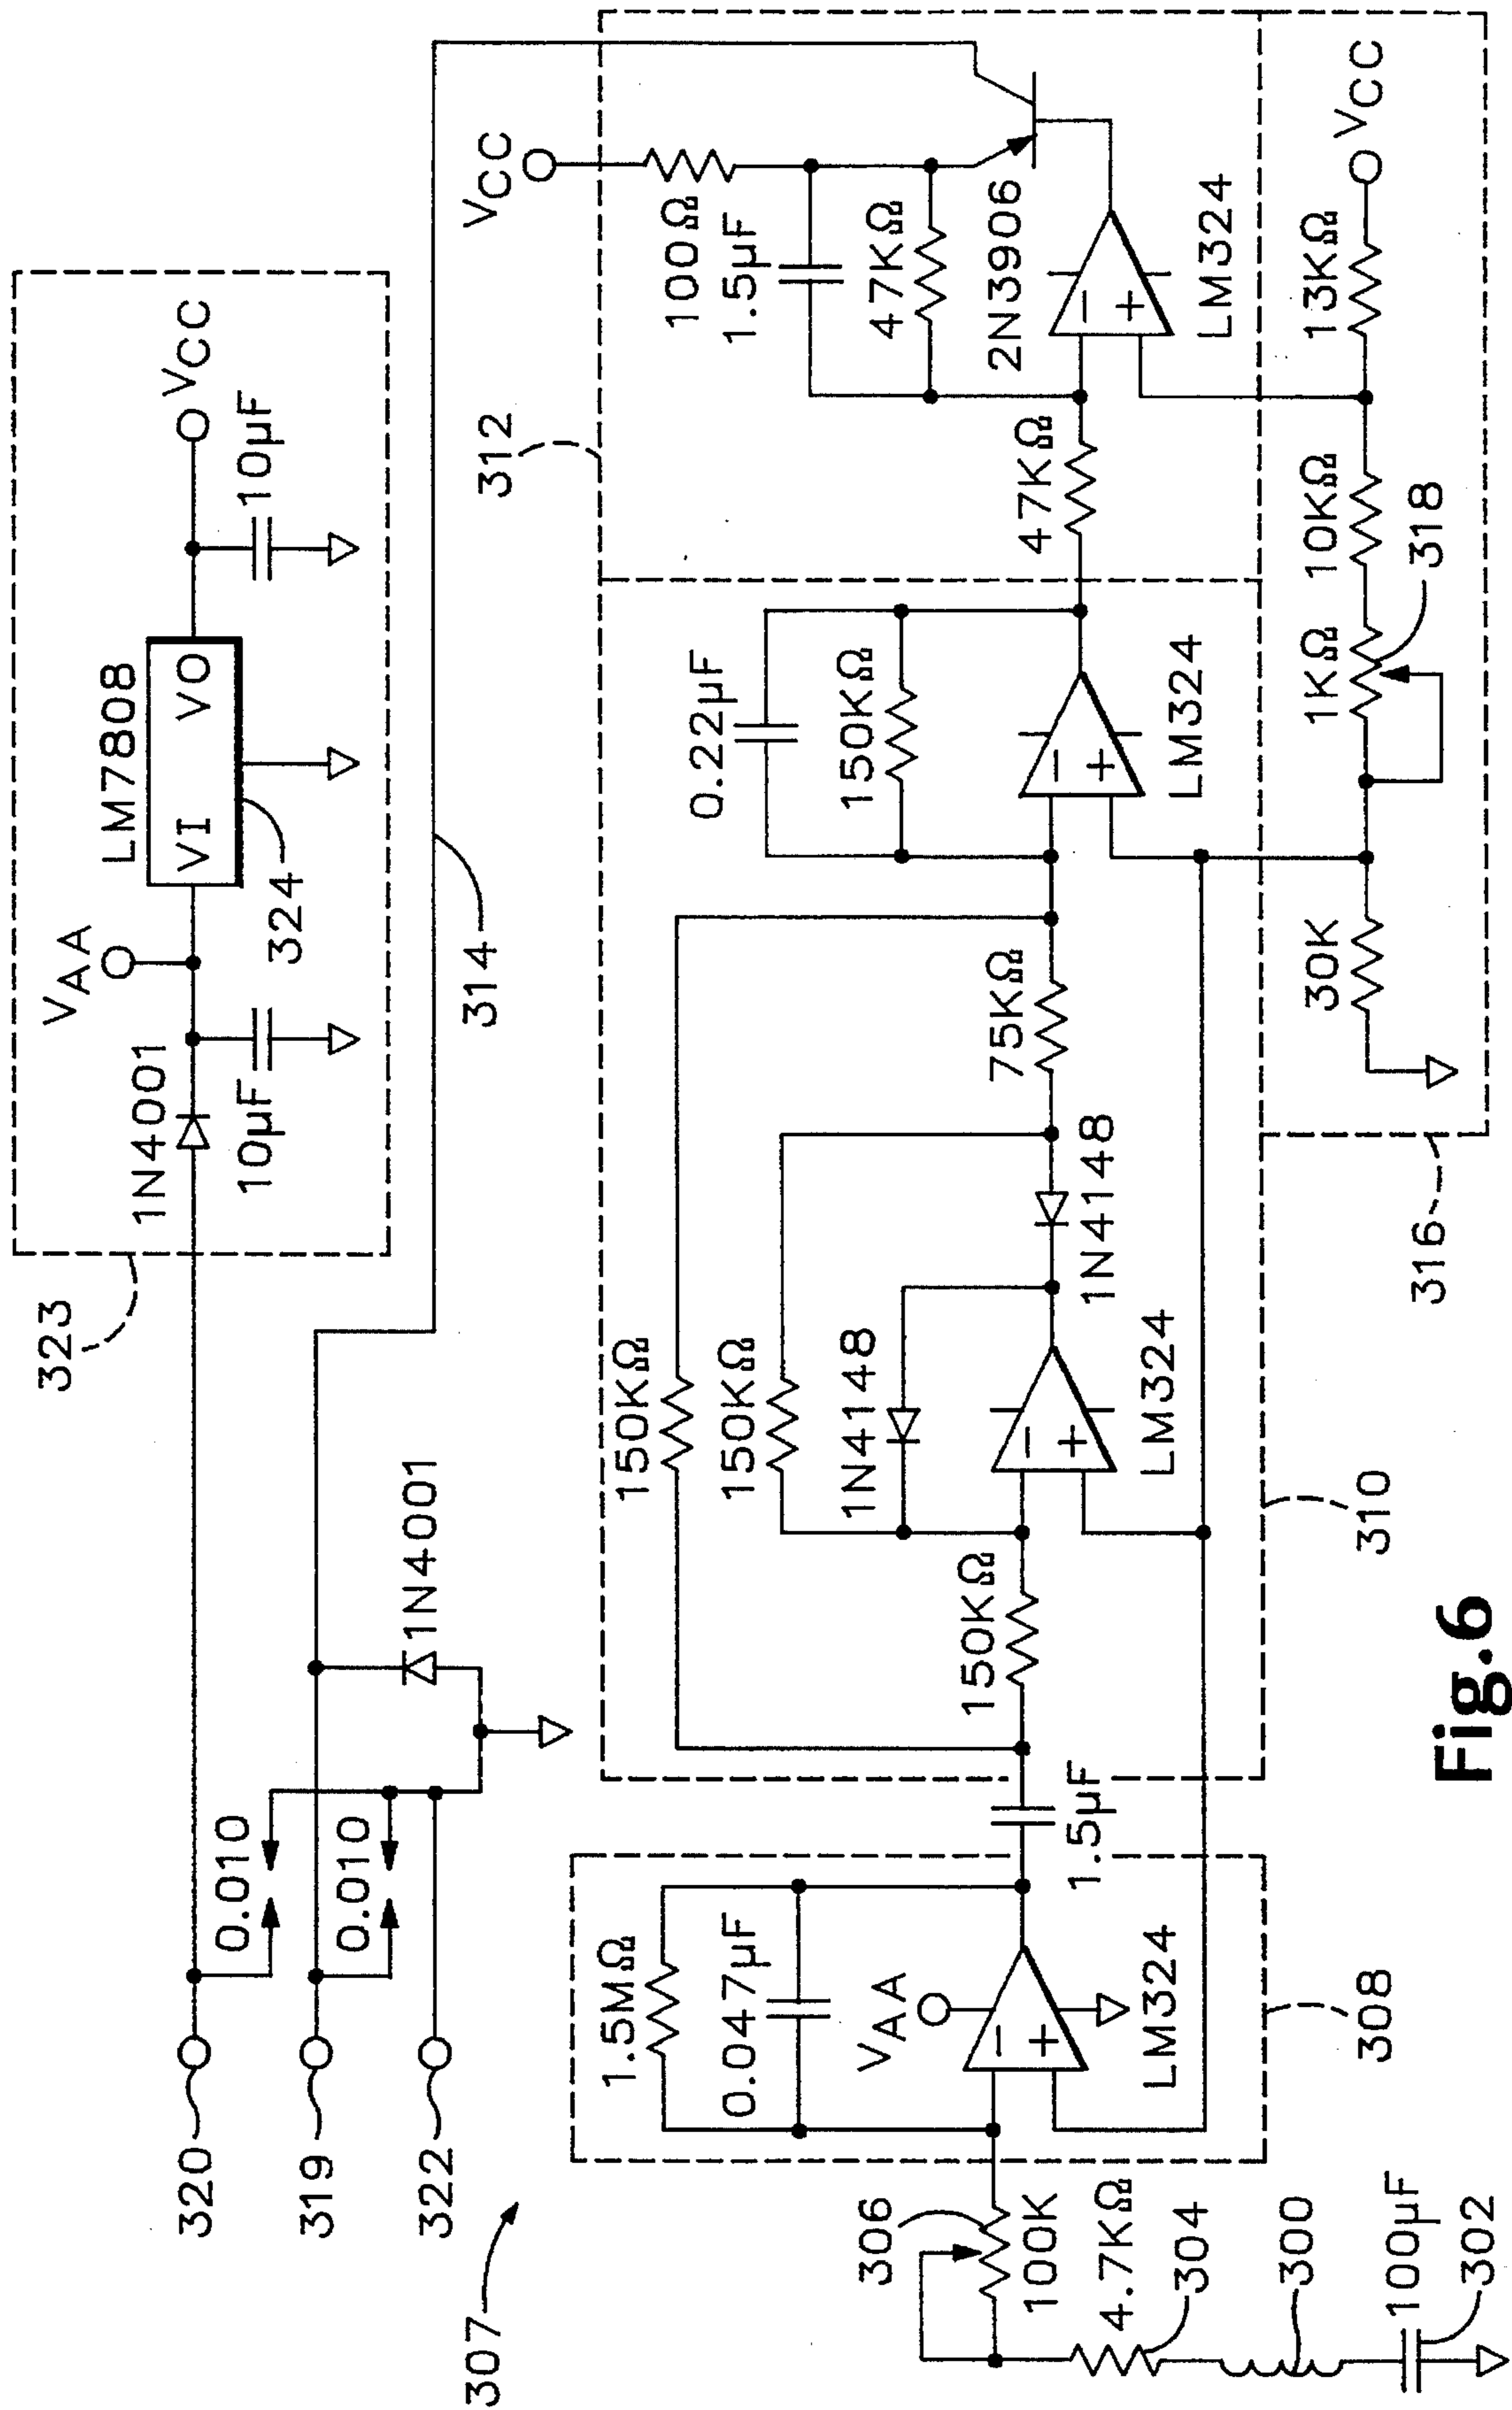 323
1N4001
VAA
LM7808
VI
VO
324
10µF
VCC
10µF
320
0.010
319
0.010
322
1N4001
314
312
VCC
100Ω
1.5µF
47KΩ
2N3906
LM324
47KΩ
307
308
1.5MΩ
0.047µF
VAA
−
+
LM324
306
100K
4.7KΩ
304
300
100µF
302
1.5µF
310
150KΩ
150KΩ
1N4148
150KΩ
−
+
LM324
1N4148
75KΩ
0.22µF
150KΩ
−
+
LM324
−
+
316
30K
1KΩ
318
10KΩ
13KΩ
VCC
Fig.6